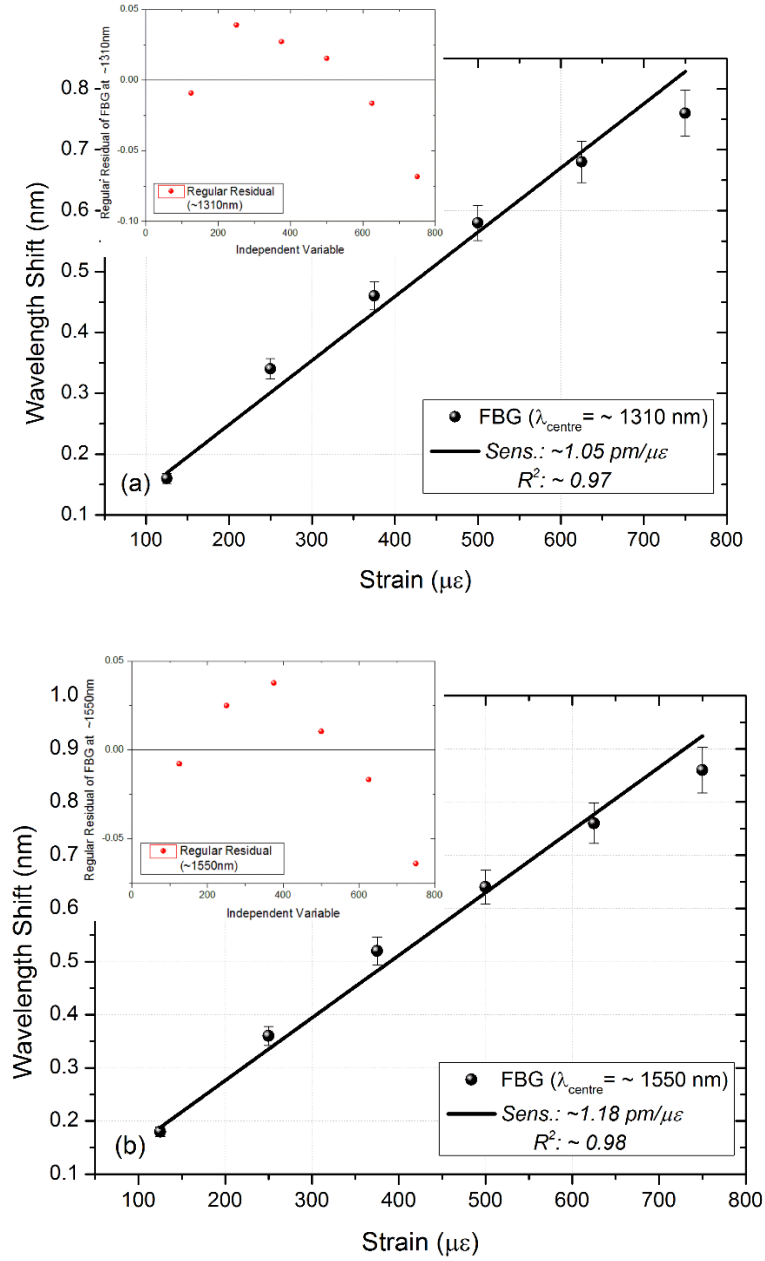 0.05
0.00
-0.05
-0.10
Regular Residual of FBG at ~1310nm
Regular Residual
(~1310nm)
0 200 400 600 800
Independent Variable
0.8
0.7
0.6
0.5
0.4
0.3
0.2
0.1
Wavelength Shift (nm)
FBG (λcentre= ~ 1310 nm)
Sens.: ~1.05 pm/με
R²: ~ 0.97
(a)
100 200 300 400 500 600 700 800
Strain (με)
0.05
0.00
-0.05
Regular Residual of FBG at ~1550nm
Regular Residual
(~1550nm)
0 200 400 600 800
Independent Variable
1.0
0.9
0.8
0.7
0.6
0.5
0.4
0.3
0.2
0.1
Wavelength Shift (nm)
FBG (λcentre= ~ 1550 nm)
Sens.: ~1.18 pm/με
R²: ~ 0.98
(b)
100 200 300 400 500 600 700 800
Strain (με)